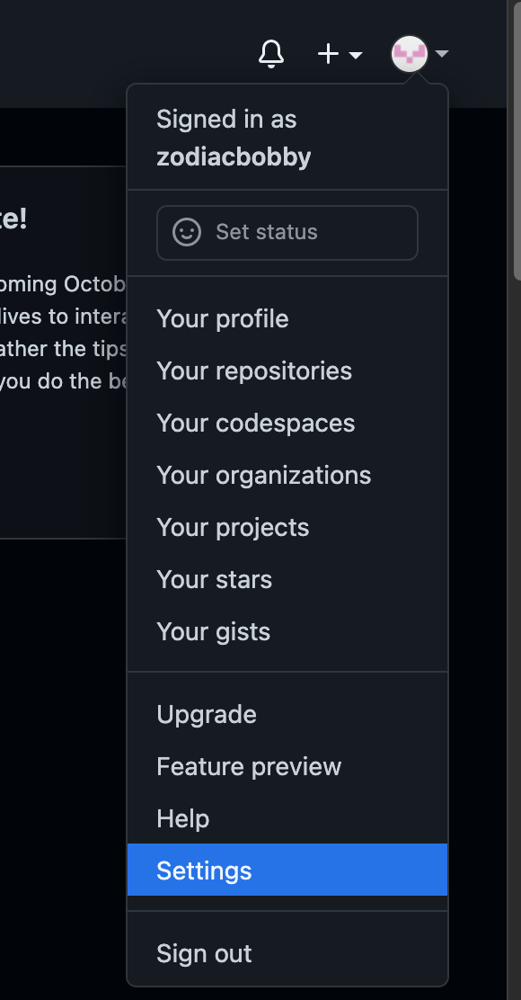 Signed in as
zodiacbobby
Set status
te!
oming Octob
lives to intera
ather the tips
you do the be
Your profile
Your repositories
Your codespaces
Your organizations
Your projects
Your stars
Your gists
Upgrade
Feature preview
Help
Settings
Sign out